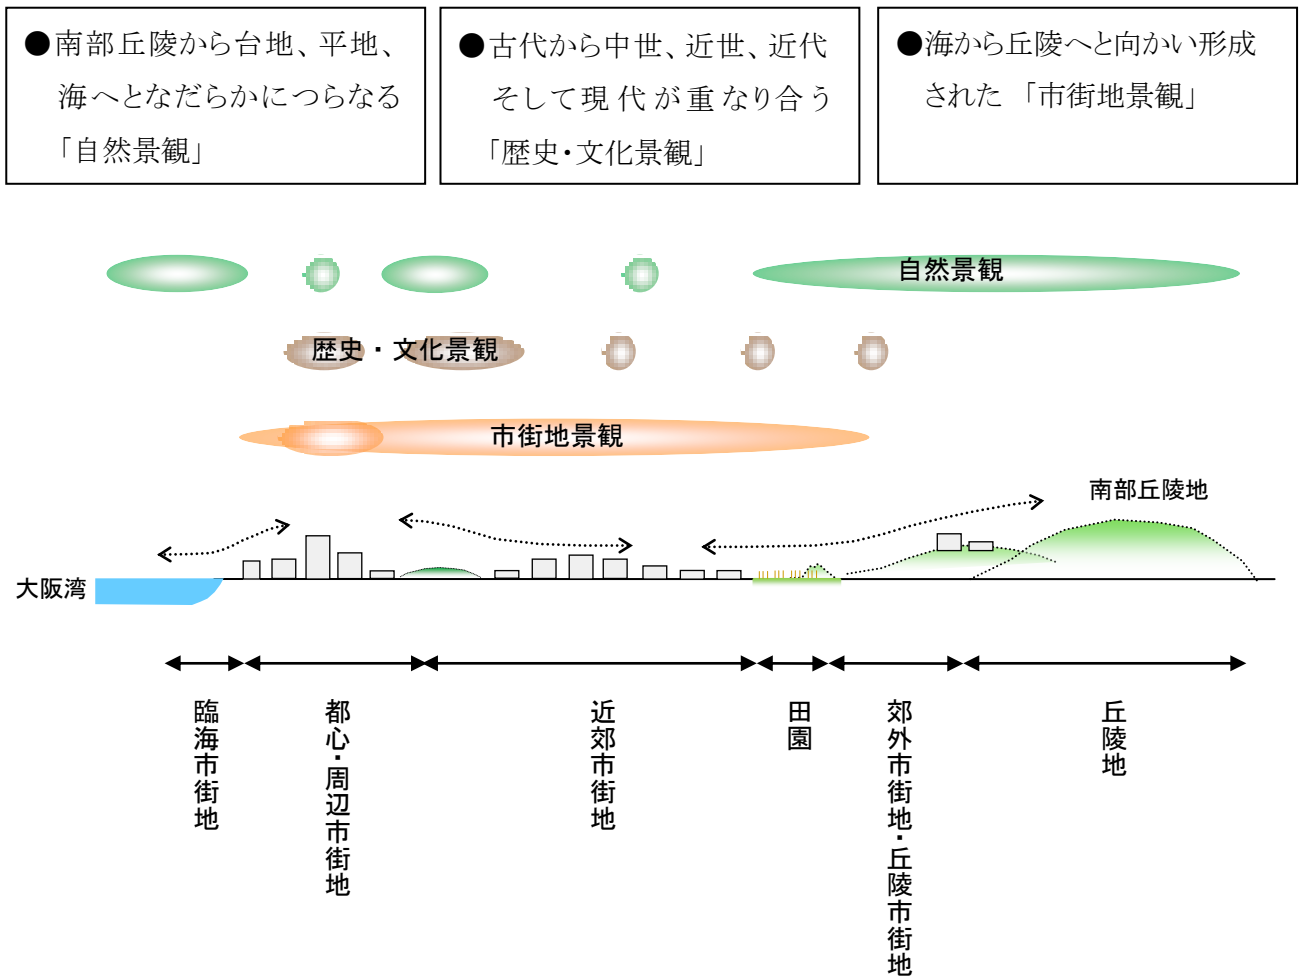 ●南部丘陵から台地、平地、
海へとなだらかにつらなる
「自然景観」
●古代から中世、近世、近代
そして現代が重なり合う
「歴史・文化景観」
●海から丘陵へと向かい形成
された「市街地景観」
自然景観
歴史・文化景観
市街地景観
南部丘陵地
大阪湾
臨海市街地
都心・周辺市街地
近郊市街地
田園
郊外市街地・丘陵市街地
丘陵地